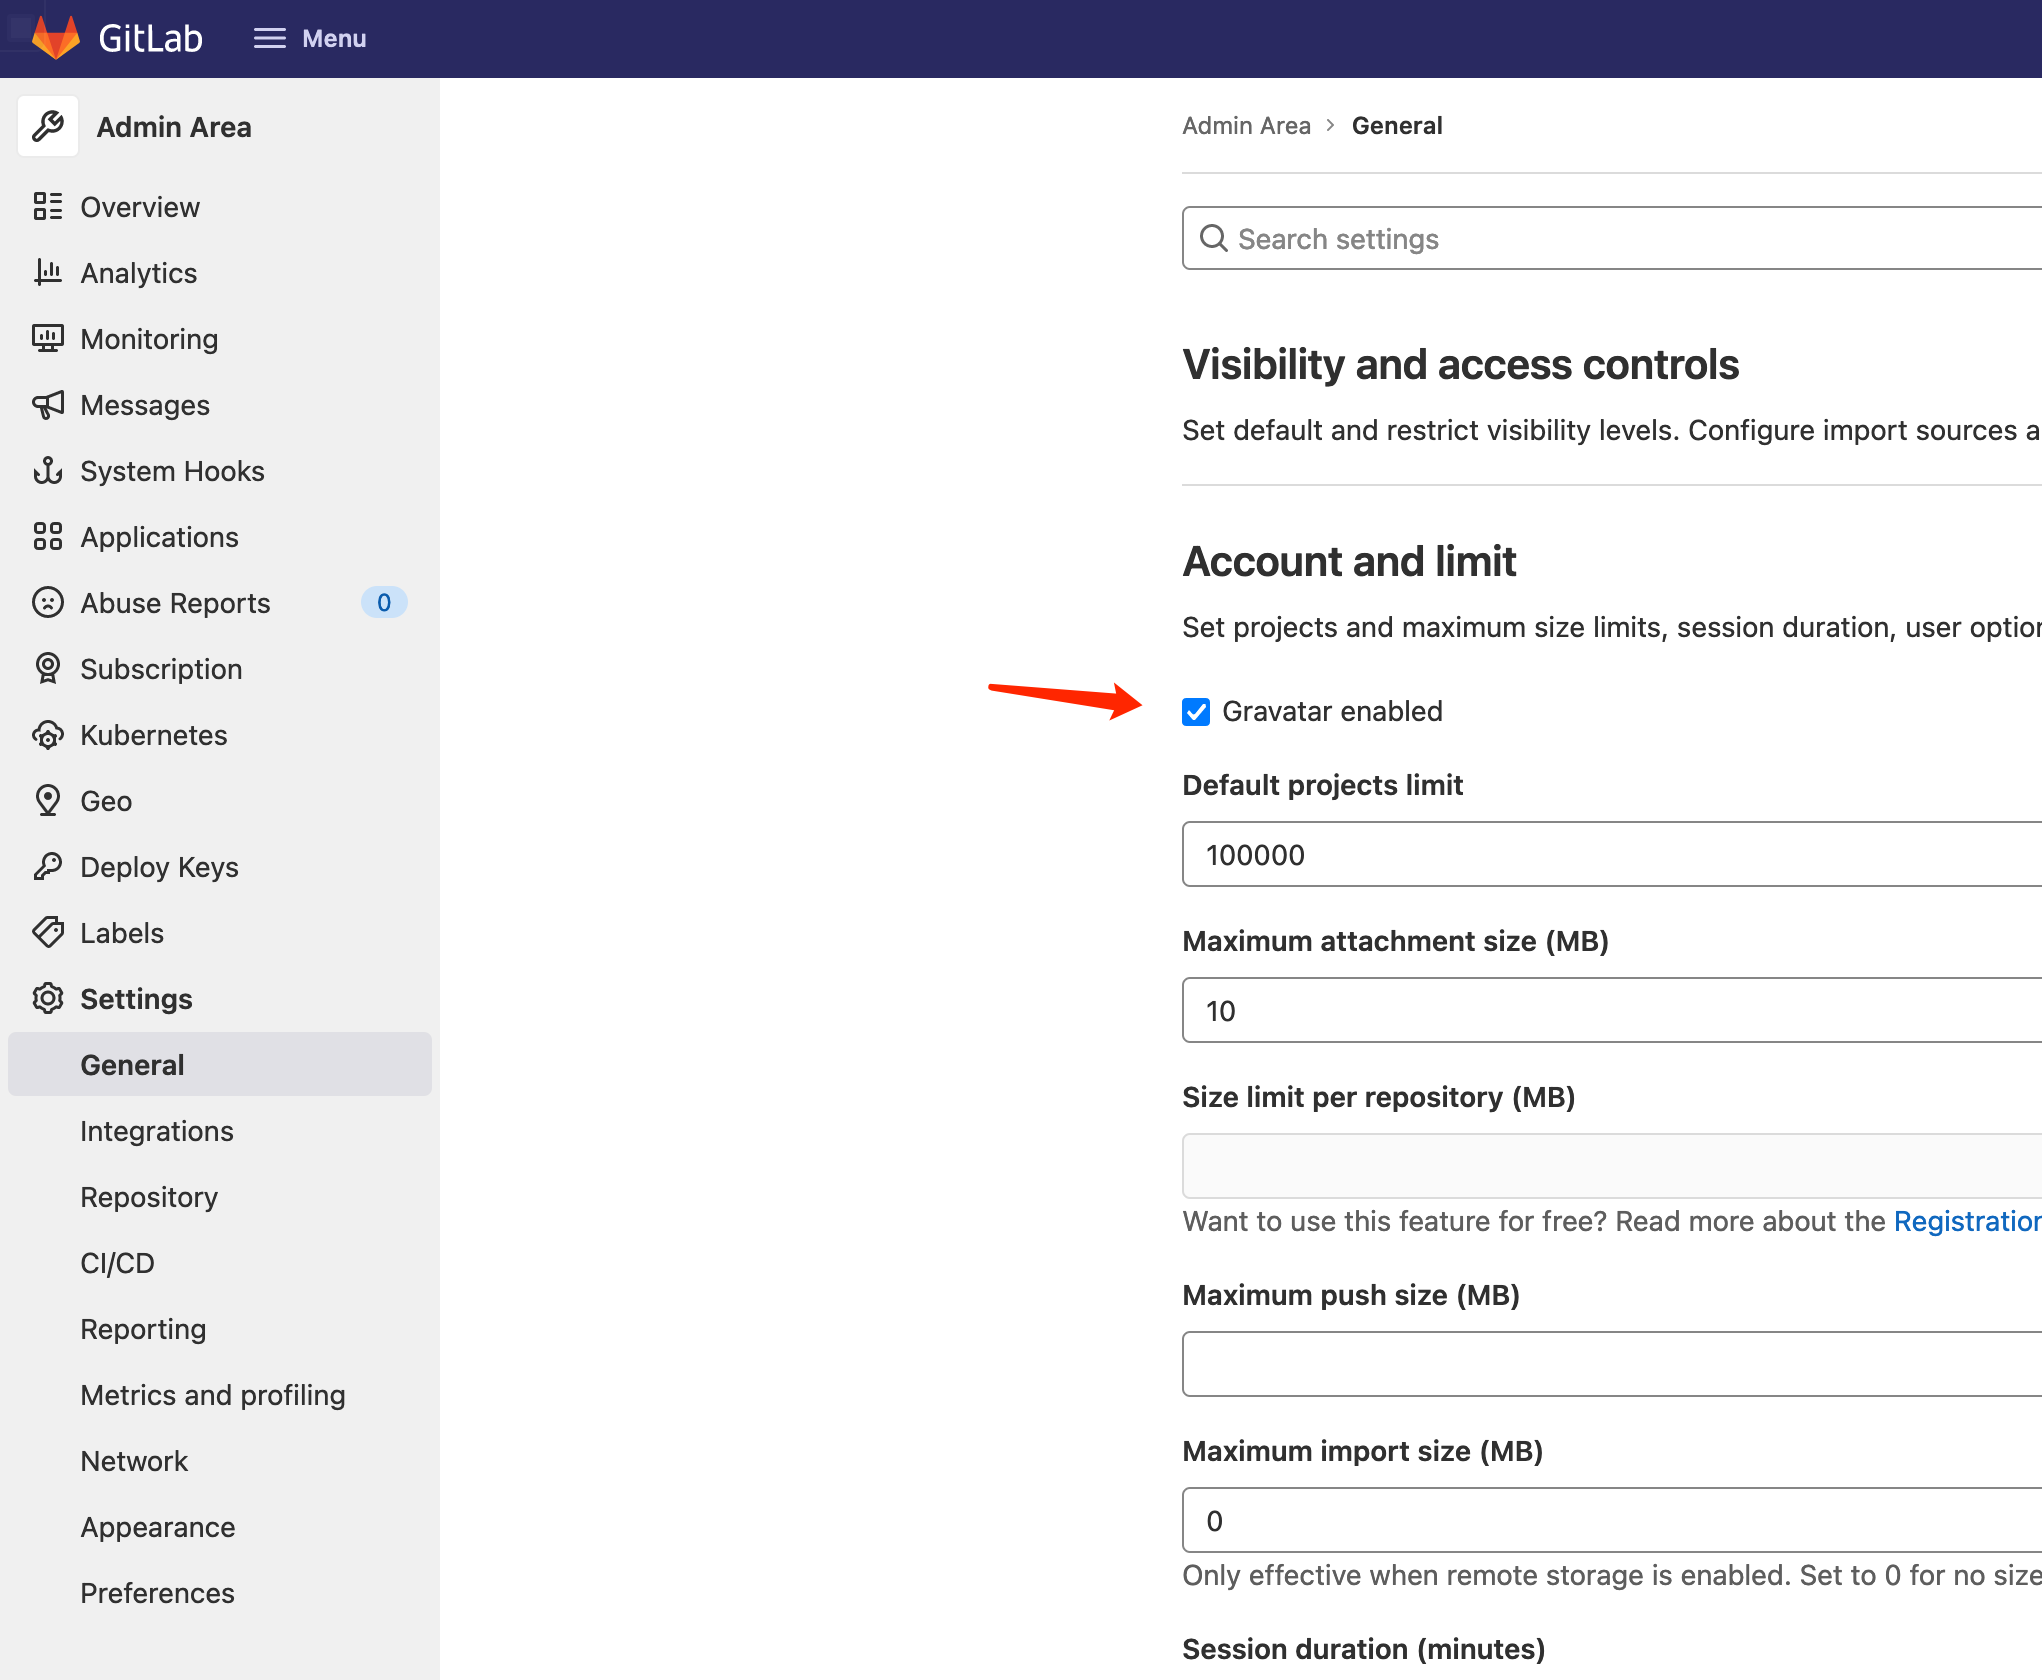 GitLab
Menu
Admin Area
Overview
Analytics
Monitoring
Messages
System Hooks
Applications
Abuse Reports 0
Subscription
Kubernetes
Geo
Deploy Keys
Labels
Settings
General
Integrations
Repository
CI/CD
Reporting
Metrics and profiling
Network
Appearance
Preferences
Admin Area > General
Search settings
Visibility and access controls
Set default and restrict visibility levels. Configure import sources a
Account and limit
Set projects and maximum size limits, session duration, user option
Gravatar enabled
Default projects limit
100000
Maximum attachment size (MB)
10
Size limit per repository (MB)
Want to use this feature for free? Read more about the Registration
Maximum push size (MB)
Maximum import size (MB)
0
Only effective when remote storage is enabled. Set to 0 for no size
Session duration (minutes)